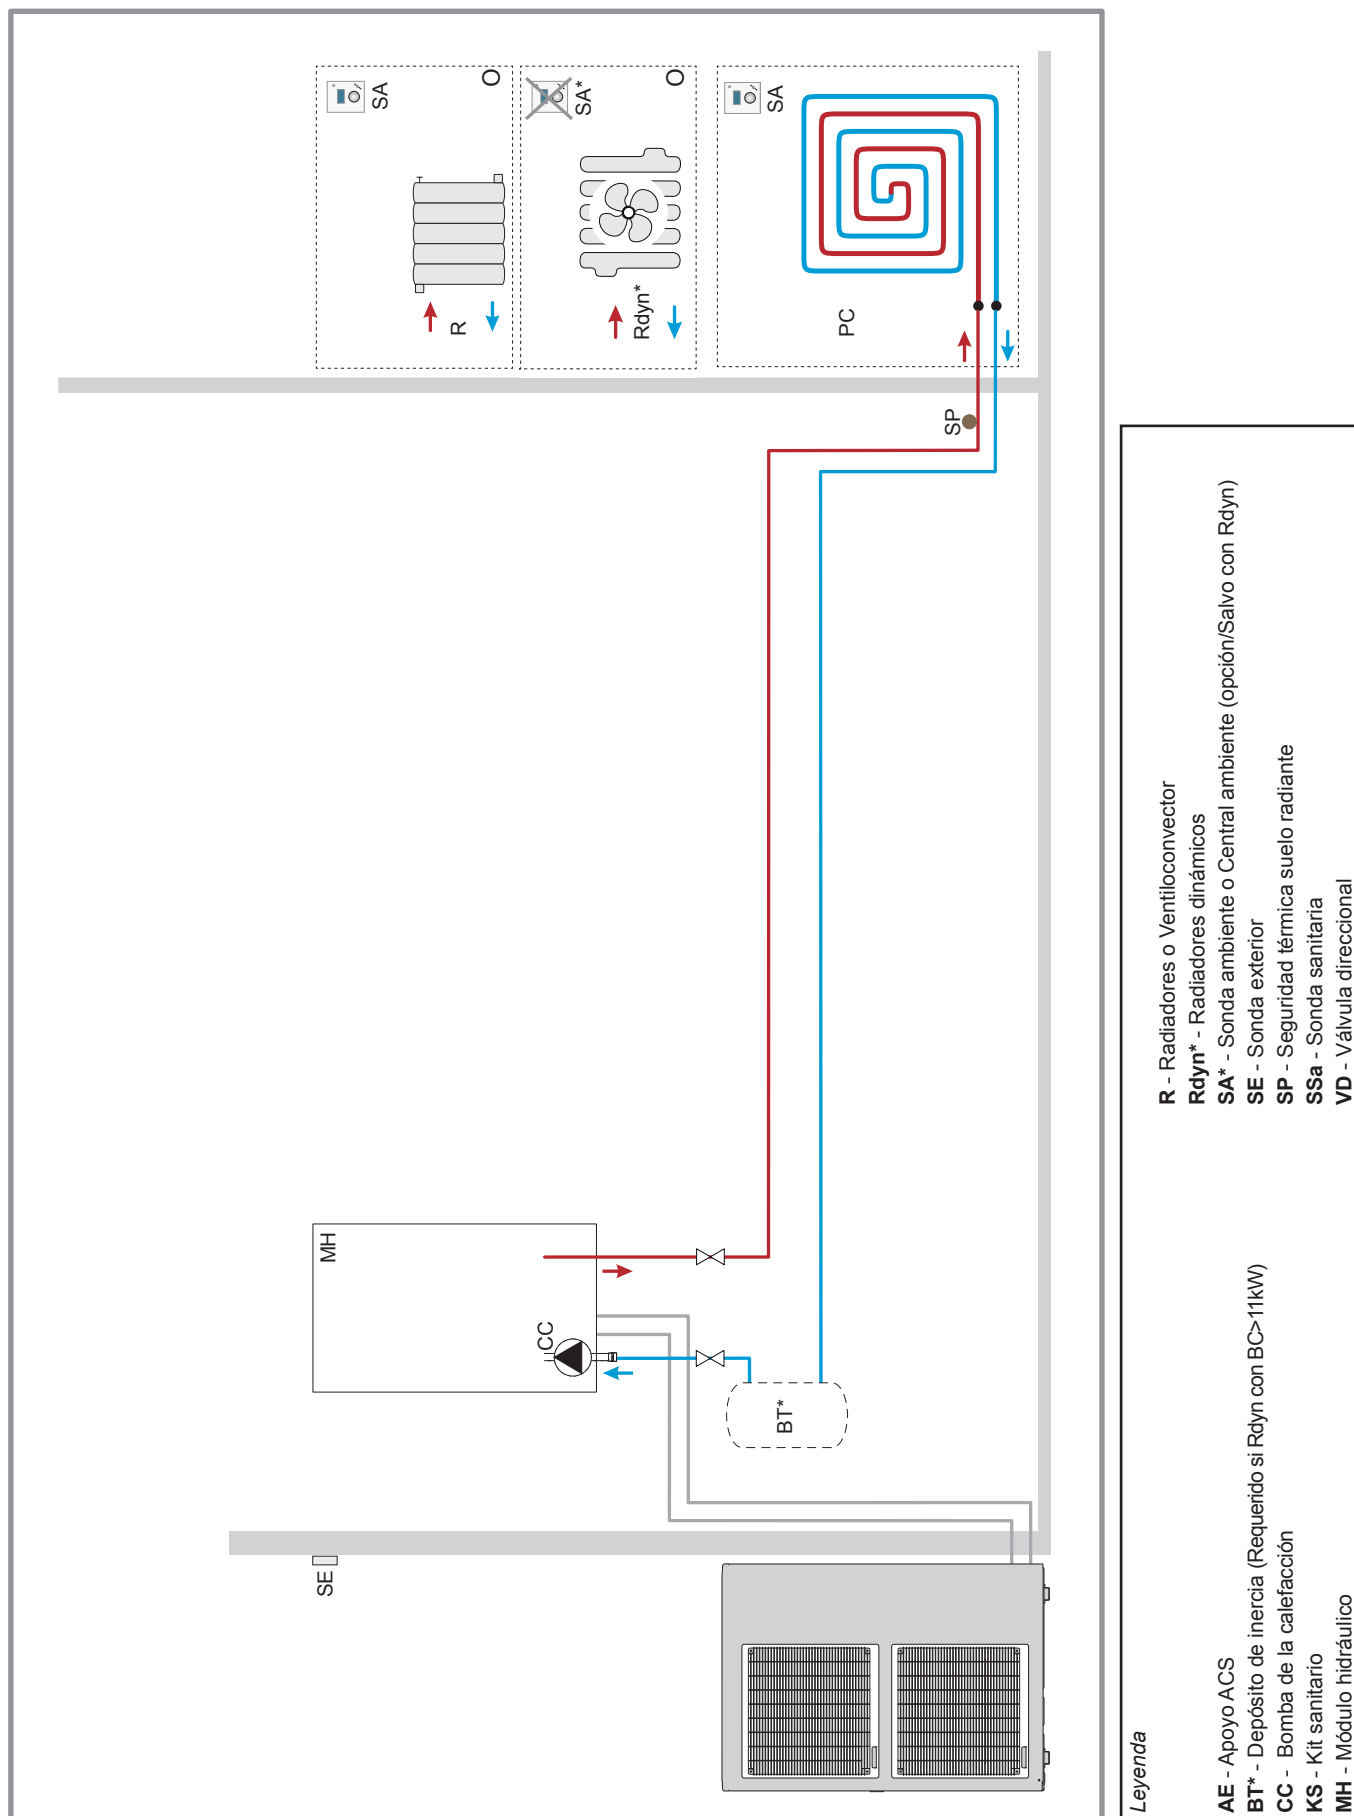 SE
MH
CC
BT*
SP
R
SA
O
Rdyn*
SA*
O
PC
SA
Leyenda
AE - Apoyo ACS
BT* - Depósito de inercia (Requerido si Rdyn con BC>11kW)
CC - Bomba de la calefacción
KS - Kit sanitario
MH - Módulo hidráulico
R - Radiadores o Ventiloconvector
Rdyn* - Radiadores dinámicos
SA* - Sonda ambiente o Central ambiente (opción/Salvo con Rdyn)
SE - Sonda exterior
SP - Seguridad térmica suelo radiante
SSa - Sonda sanitaria
VD - Válvula direccional